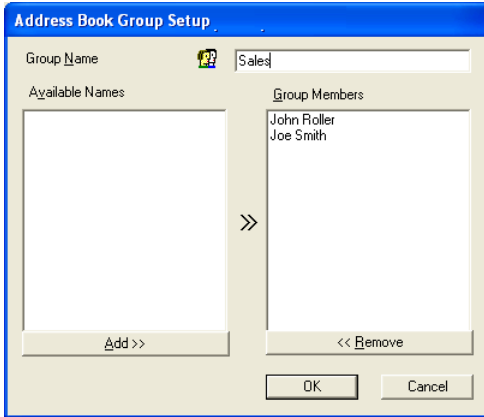 Address Book Group Setup
Group Name
Sales
Available Names
Group Members
John Roller
Joe Smith
»
Add >>
<< Remove
OK
Cancel